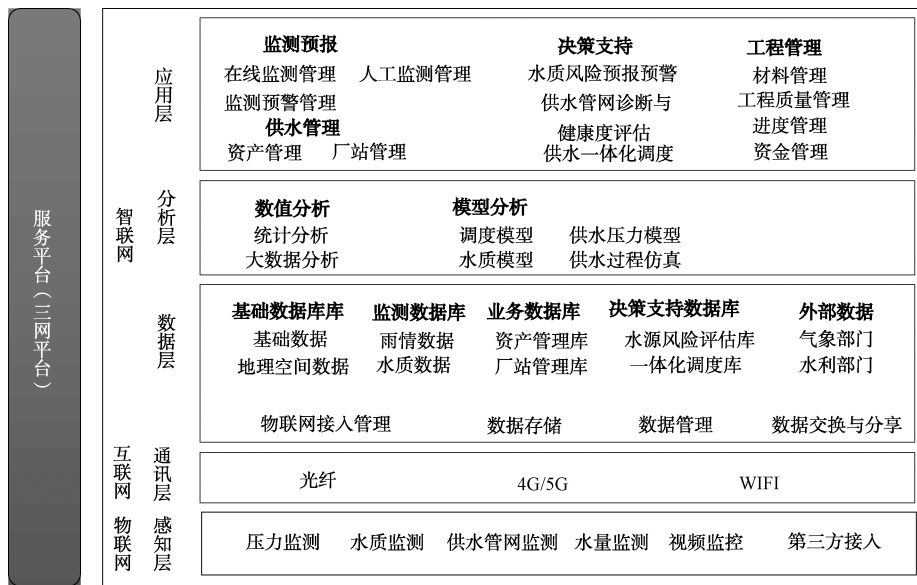 服务平台（三网平台）
智联网
应用层
监测预报
在线监测管理 人工监测管理
监测预警管理
供水管理
资产管理 厂站管理
决策支持
水质风险预报预警
供水管网诊断与
健康度评估
供水一体化调度
工程管理
材料管理
工程质量管理
进度管理
资金管理
分析层
数值分析
统计分析
大数据分析
模型分析
调度模型 供水压力模型
水质模型 供水过程仿真
数据层
基础数据库库
基础数据
地理空间数据
监测数据库
雨情数据
水质数据
业务数据库
资产管理库
厂站管理库
决策支持数据库
水源风险评估库
一体化调度库
外部数据
气象部门
水利部门
物联网接入管理 数据存储 数据管理 数据交换与分享
互联网
通讯层
光纤 4G/5G WIFI
物联网
感知层
压力监测 水质监测 供水管网监测 水量监测 视频监控 第三方接入